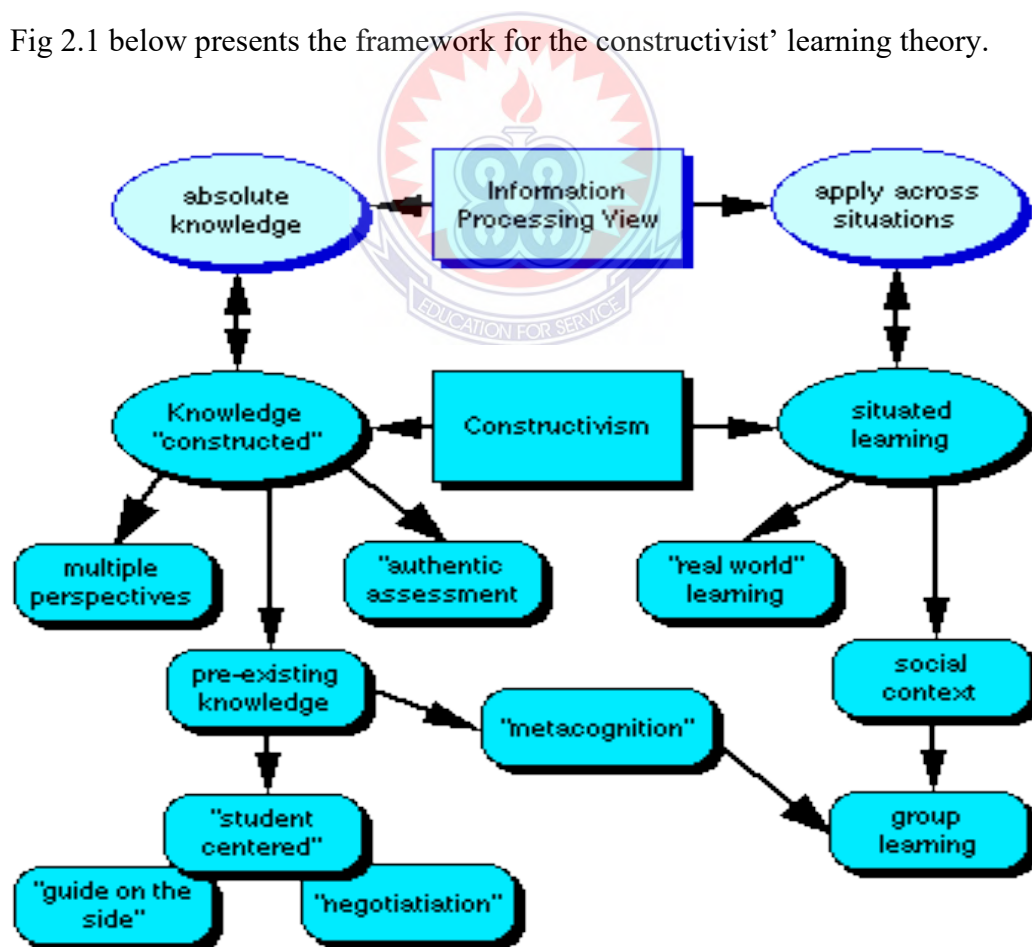 Fig 2.1 below presents the framework for the constructivist’ learning theory.
absolute
knowledge
Information
Processing View
apply across
situations
EDUCATION FOR SERVICE
Knowledge
"constructed"
Constructivism
situated
learning
multiple
perspectives
"authentic
assessment
"real world"
learning
pre-existing
knowledge
"metacognition"
social
context
"student
centered"
group
learning
"guide on the
side"
"negotiatiation"